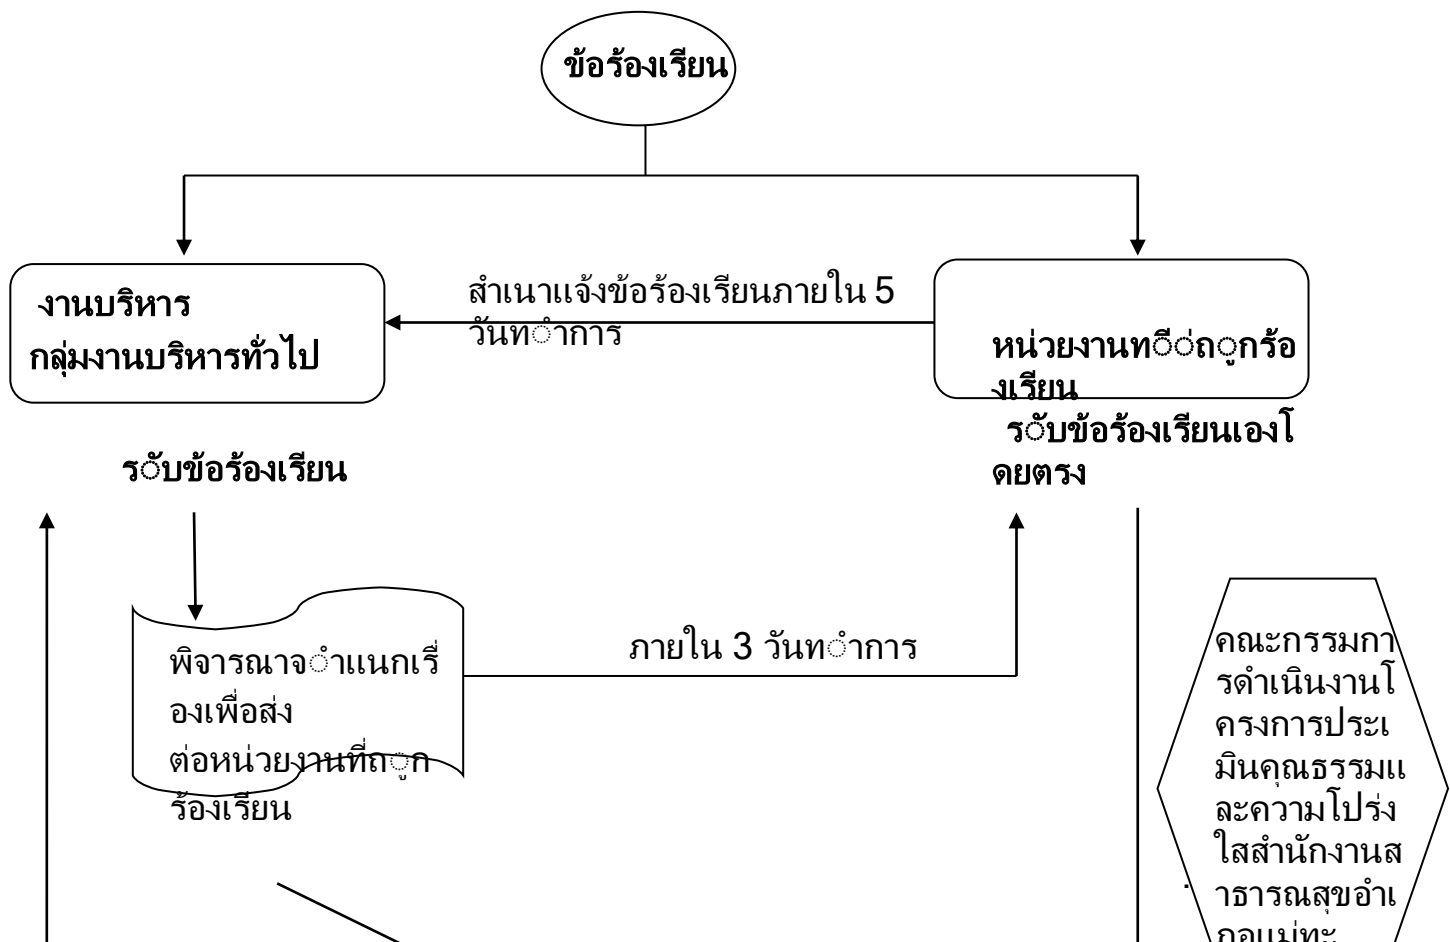 ข้อร้องเรียน
งานบริหาร
กลุ่มงานบริหารทั่วไป
รับข้อร้องเรียน
สำเนาแจ้งข้อร้องเรียนภายใน 5
วันทำการ
หน่วยงานที่ถูกร้อ
งเรียน
รับข้อร้องเรียนเองโ
ดยตรง
พิจารณาจำแนกเรื่
องเพื่อส่ง
ต่อหน่วยงานที่ถูก
ร้องเรียน
ภายใน 3 วันทำการ
คณะกรรมกา
รดำเนินงานโ
ครงการประเ
มินคุณธรรมแ
ละความโปร่ง
ใสสำนักงานส
าธารณสุขอำเ
ภอแม่ทะ